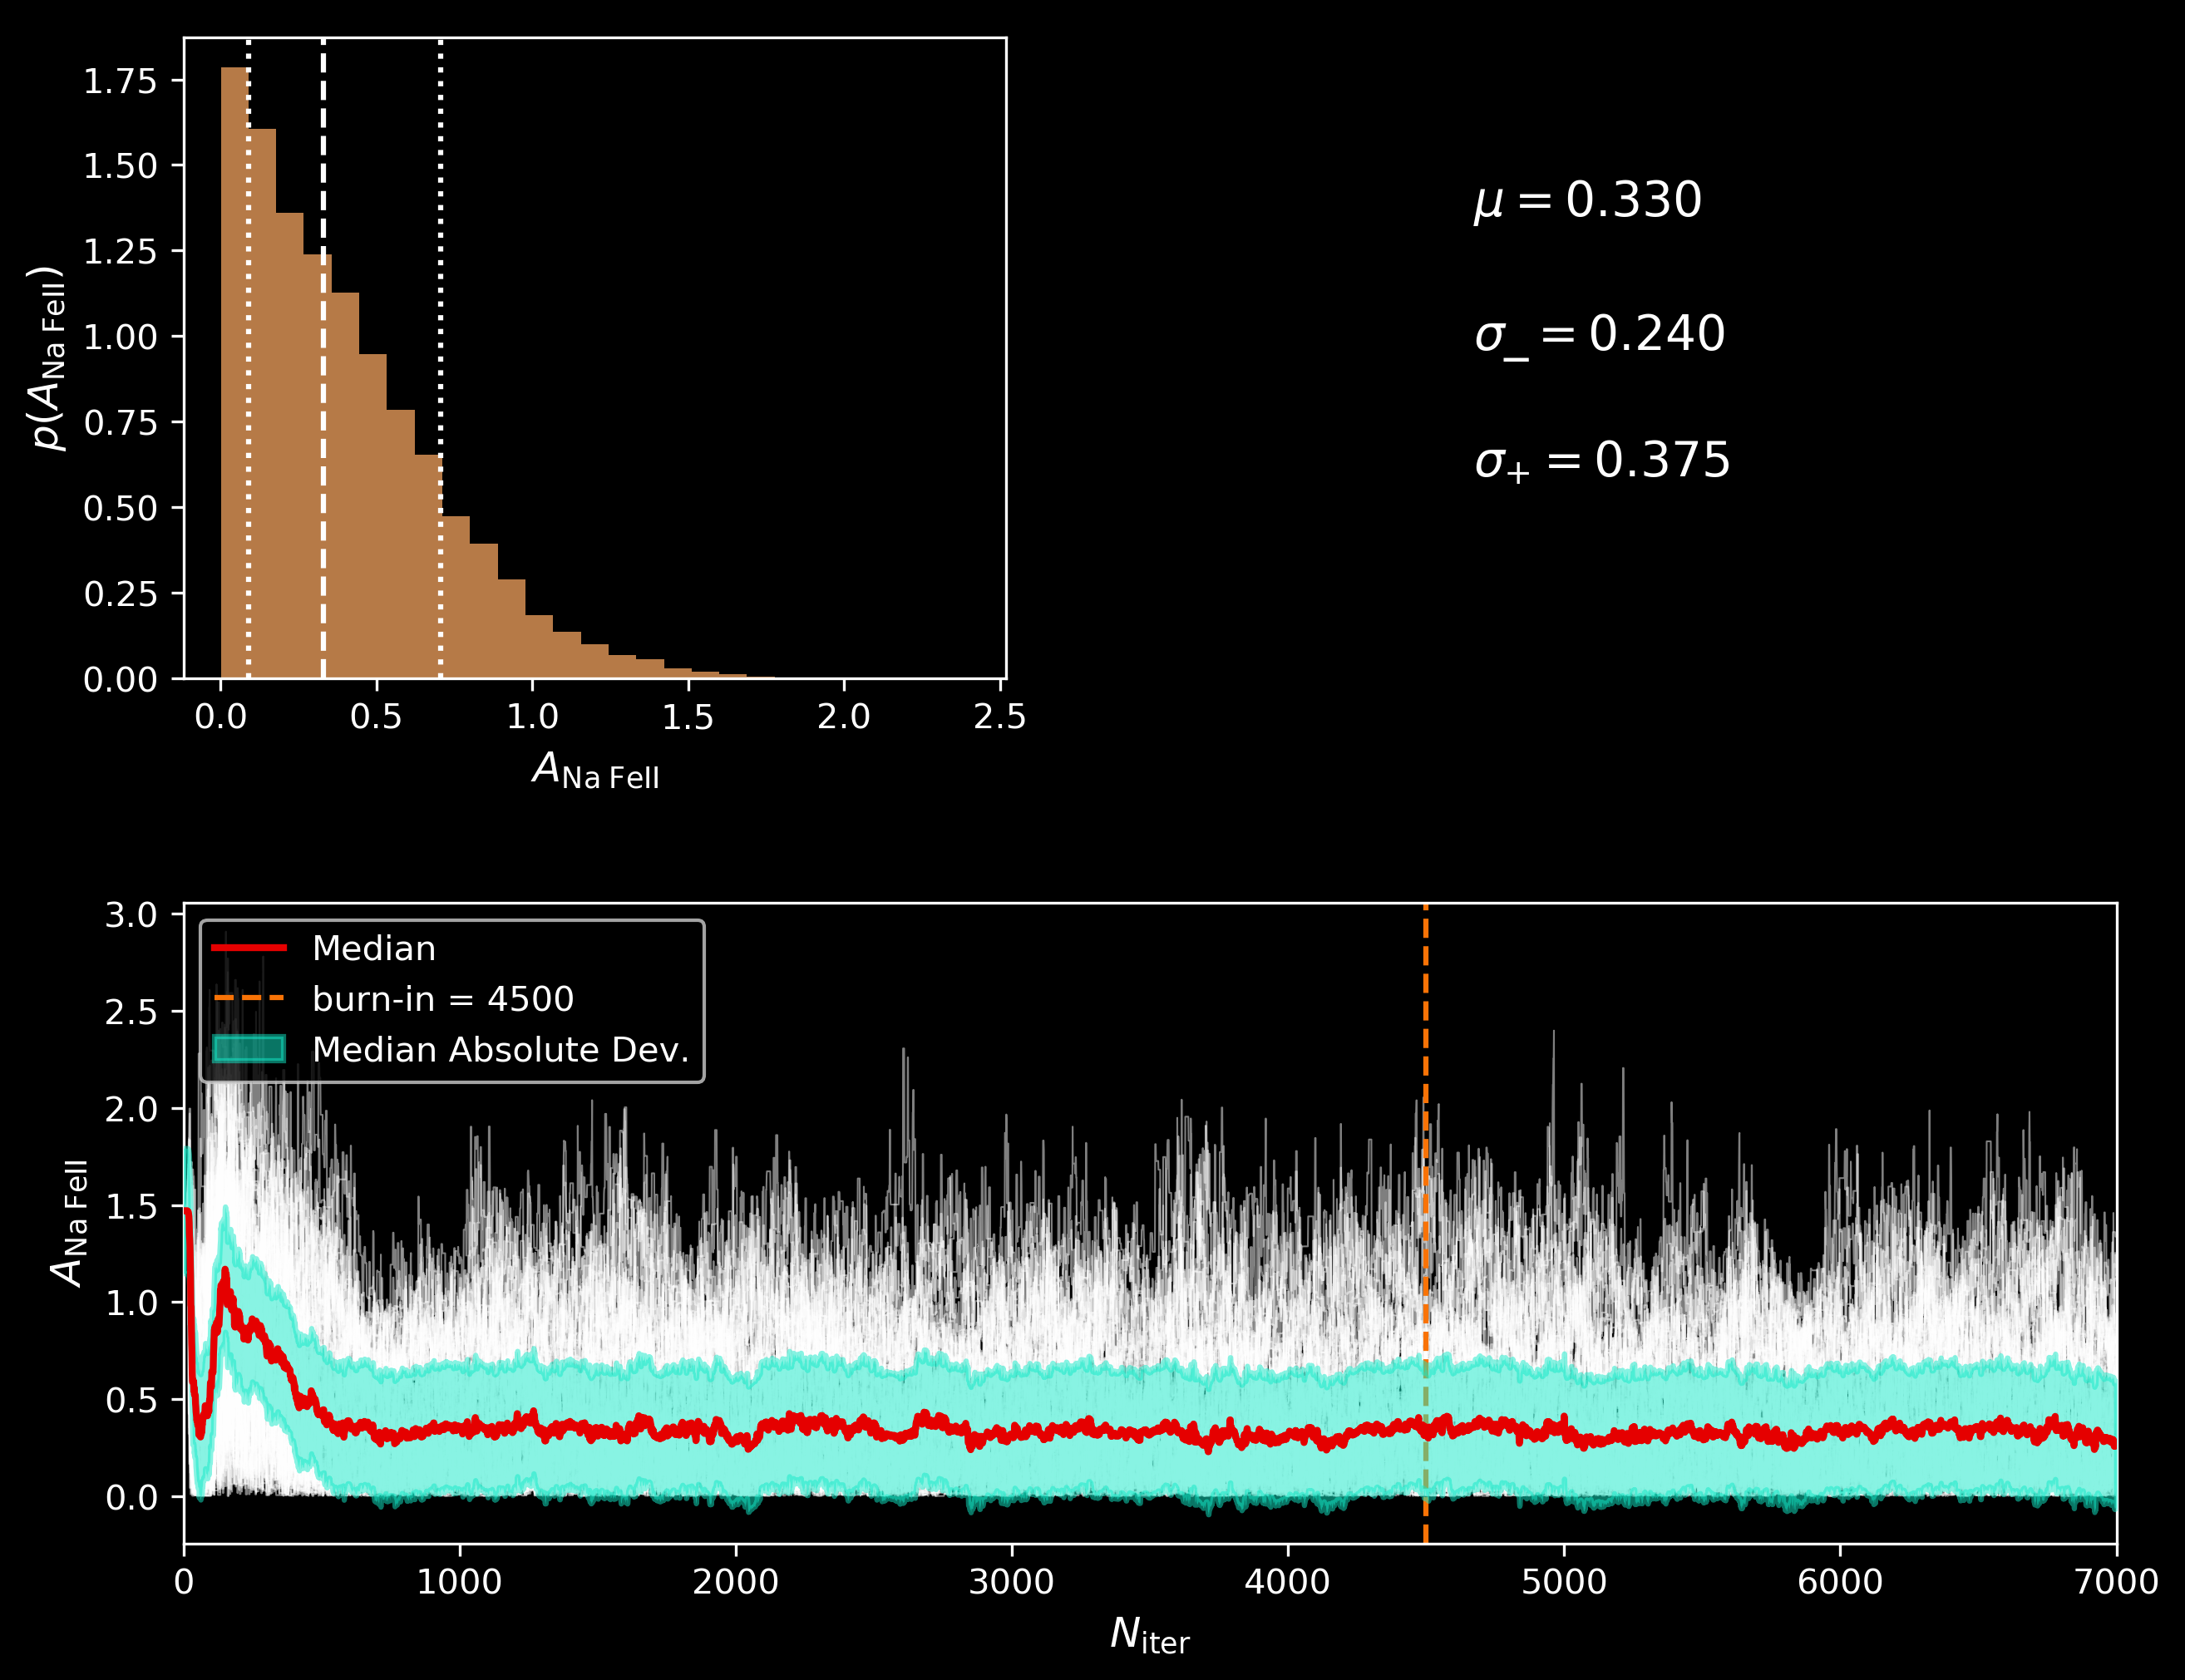 1.75
1.50
1.25
1.00
0.75
0.50
0.25
0.00
p(A_Na FeII)
0.0 0.5 1.0 1.5 2.0 2.5
A_Na FeII
μ = 0.330
σ_− = 0.240
σ_+ = 0.375
3.0
2.5
2.0
1.5
1.0
0.5
0.0
A_Na FeII
Median
burn-in = 4500
Median Absolute Dev.
0 1000 2000 3000 4000 5000 6000 7000
N_iter